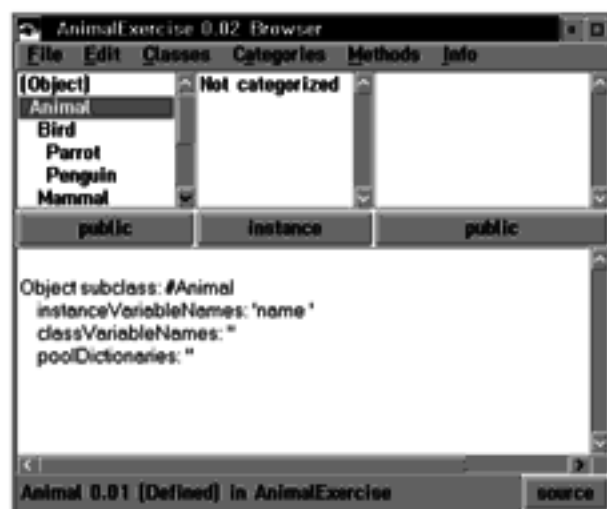 AnimalExercise 0.02 Browser
File Edit Classes Categories Methods Info
(Object)
Animal
Bird
Parrot
Penguin
Mammal
Not categorized
public instance public
Object subclass: #Animal
instanceVariableNames: 'name '
classVariableNames: ''
poolDictionaries: ''
Animal 0.01 (Defined) in AnimalExercise source